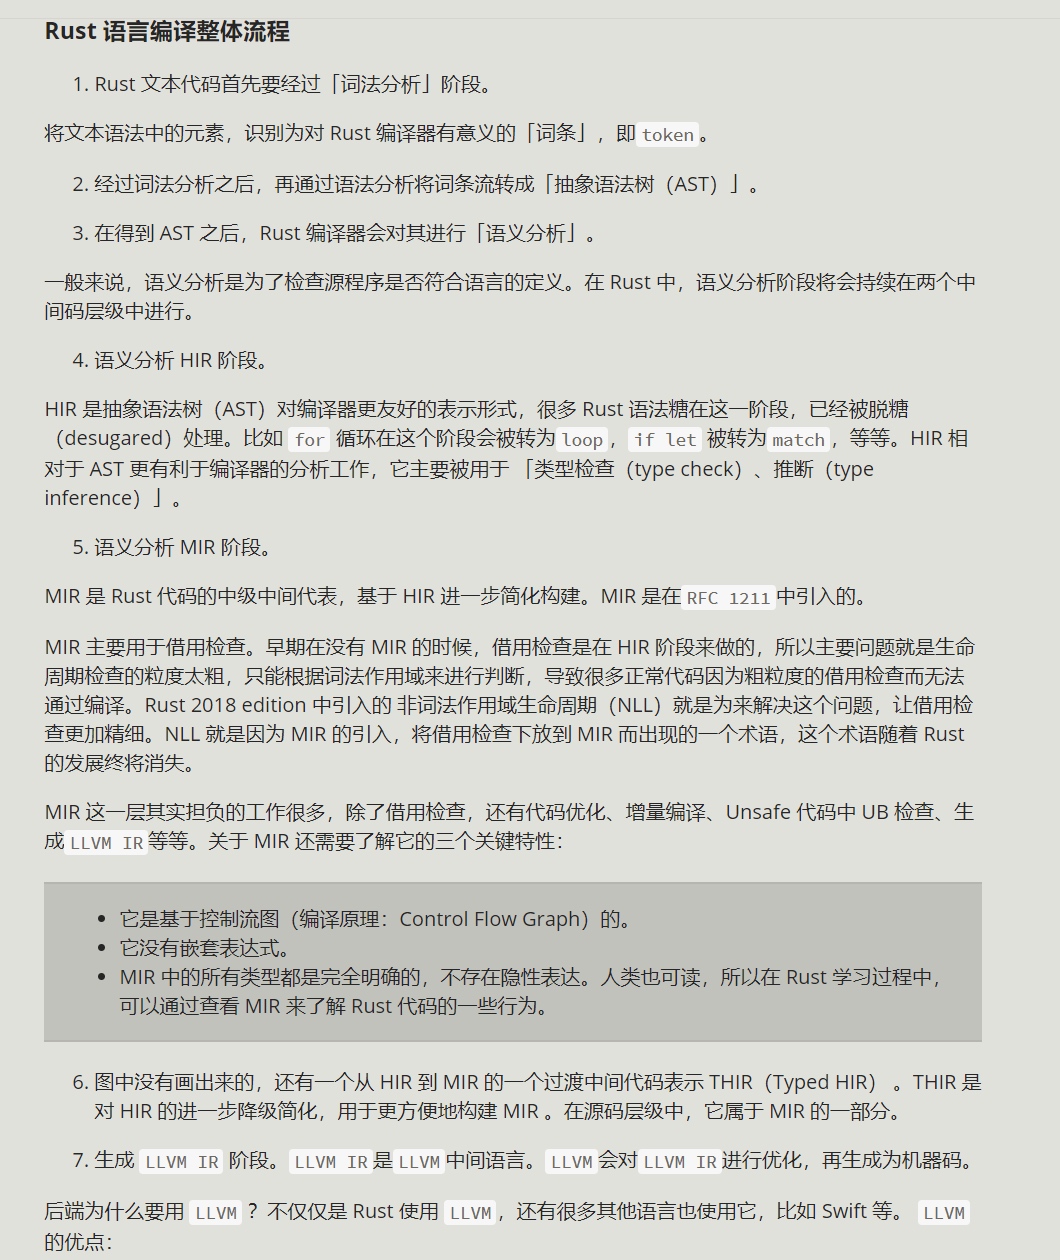 Rust 语言编译整体流程
1. Rust 文本代码首先要经过「词法分析」阶段。
将文本语法中的元素，识别为对 Rust 编译器有意义的「词条」，即 token。
2. 经过词法分析之后，再通过语法分析将词条流转成「抽象语法树（AST）」。
3. 在得到 AST 之后，Rust 编译器会对其进行「语义分析」。
一般来说，语义分析是为了检查源程序是否符合语言的定义。在 Rust 中，语义分析阶段将会持续在两个中
间码层级中进行。
4. 语义分析 HIR 阶段。
HIR 是抽象语法树（AST）对编译器更友好的表示形式，很多 Rust 语法糖在这一阶段，已经被脱糖
（desugared）处理。比如 for 循环在这个阶段会被转为 loop，if let 被转为 match，等等。HIR 相
对于 AST 更有利于编译器的分析工作，它主要被用于 「类型检查（type check）、推断（type
inference）」。
5. 语义分析 MIR 阶段。
MIR 是 Rust 代码的中级中间代表，基于 HIR 进一步简化构建。MIR 是在 RFC 1211 中引入的。
MIR 主要用于借用检查。早期在没有 MIR 的时候，借用检查是在 HIR 阶段来做的，所以主要问题就是生命
周期检查的粒度太粗，只能根据词法作用域来进行判断，导致很多正常代码因为粗粒度的借用检查而无法
通过编译。Rust 2018 edition 中引入的 非词法作用域生命周期（NLL）就是为来解决这个问题，让借用检
查更加精细。NLL 就是因为 MIR 的引入，将借用检查下放到 MIR 而出现的一个术语，这个术语随着 Rust
的发展终将消失。
MIR 这一层其实担负的工作很多，除了借用检查，还有代码优化、增量编译、Unsafe 代码中 UB 检查、生
成 LLVM IR 等等。关于 MIR 还需要了解它的三个关键特性：
• 它是基于控制流图（编译原理：Control Flow Graph）的。
• 它没有嵌套表达式。
• MIR 中的所有类型都是完全明确的，不存在隐性表达。人类也可读，所以在 Rust 学习过程中，
可以通过查看 MIR 来了解 Rust 代码的一些行为。
6. 图中没有画出来的，还有一个从 HIR 到 MIR 的一个过渡中间代码表示 THIR（Typed HIR） 。THIR 是
对 HIR 的进一步降级简化，用于更方便地构建 MIR 。在源码层级中，它属于 MIR 的一部分。
7. 生成 LLVM IR 阶段。LLVM IR 是 LLVM 中间语言。LLVM 会对 LLVM IR 进行优化，再生成为机器码。
后端为什么要用 LLVM ？不仅仅是 Rust 使用 LLVM，还有很多其他语言也使用它，比如 Swift 等。 LLVM
的优点：